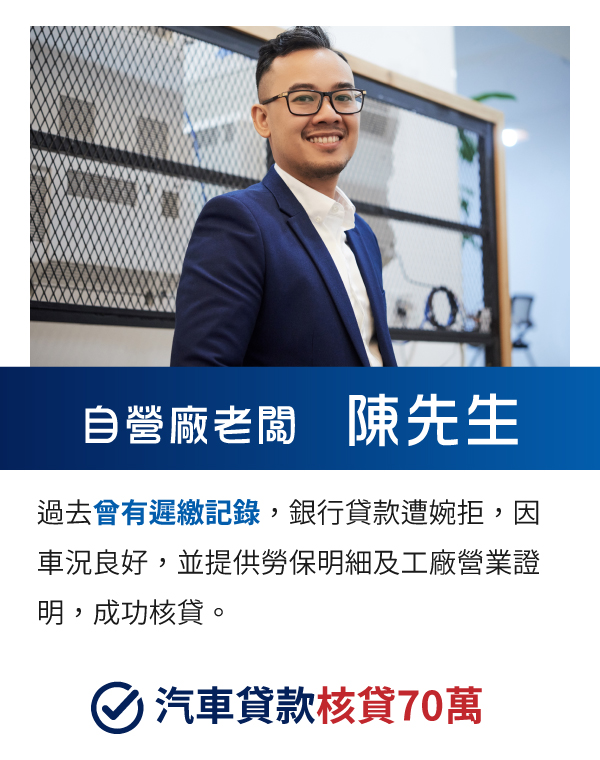 自營廠老闆 陳先生
過去曾有遲繳記錄，銀行貸款遭婉拒，因
車況良好，並提供勞保明細及工廠營業證
明，成功核貸。
汽車貸款核貸70萬